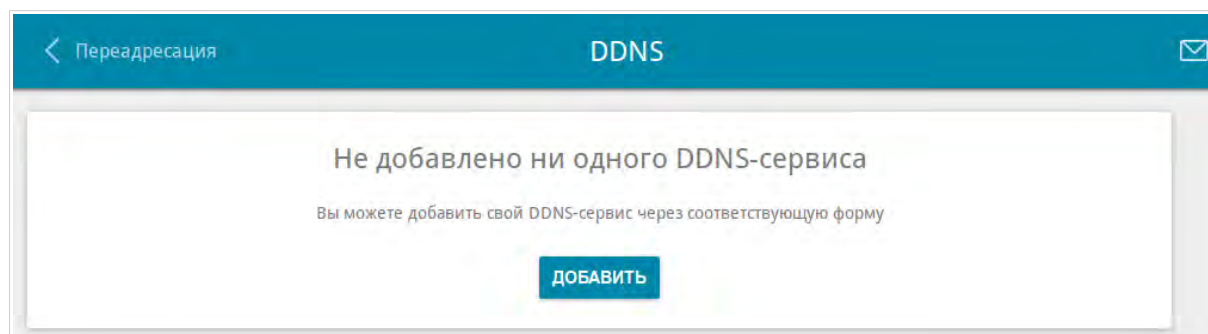 Переадресация
DDNS
Не добавлено ни одного DDNS-сервиса
Вы можете добавить свой DDNS-сервис через соответствующую форму
ДОБАВИТЬ